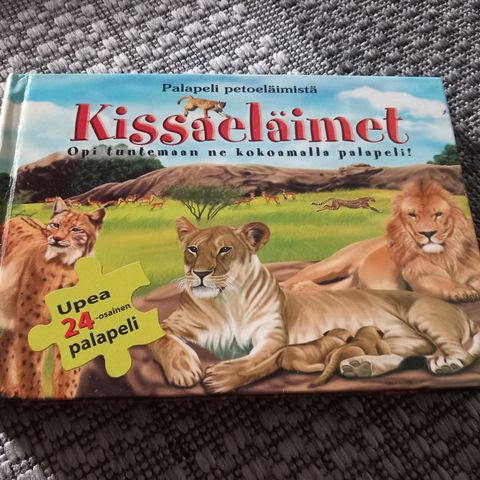 Palapeli petoeläimistä
Kissaeläimet
Opi tuntemaan ne kokoamalla palapeli!
Upea
24-osainen
palapeli